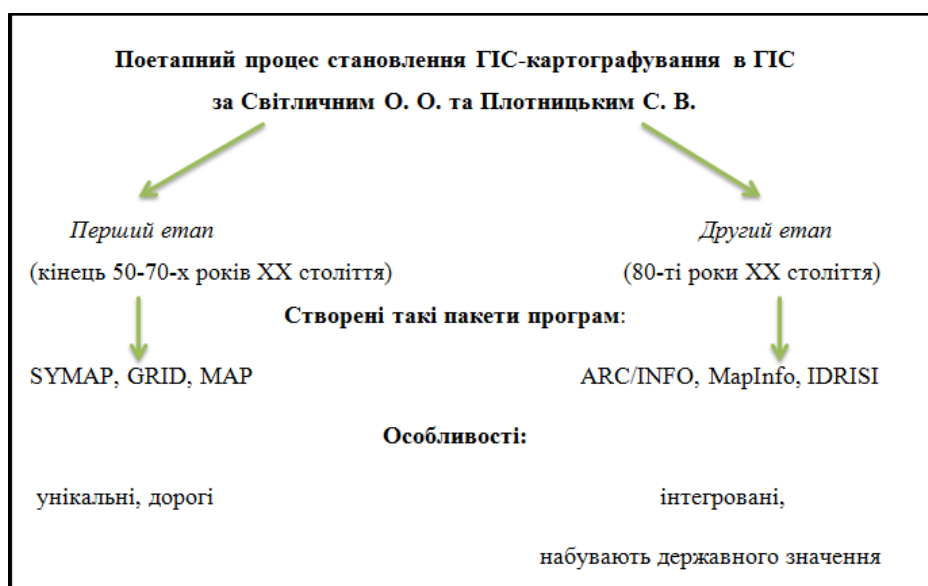 Поетапний процес становлення ГІС-картографування в ГІС
за Світличним О. О. та Плотницьким С. В.
Перший етап
Другий етап
(кінець 50-70-х років XX століття)
(80-ті роки XX століття)
Створені такі пакети програм:
SYMAP, GRID, MAP
ARC/INFO, MapInfo, IDRISI
Особливості:
унікальні, дорогі
інтегровані,
набувають державного значення